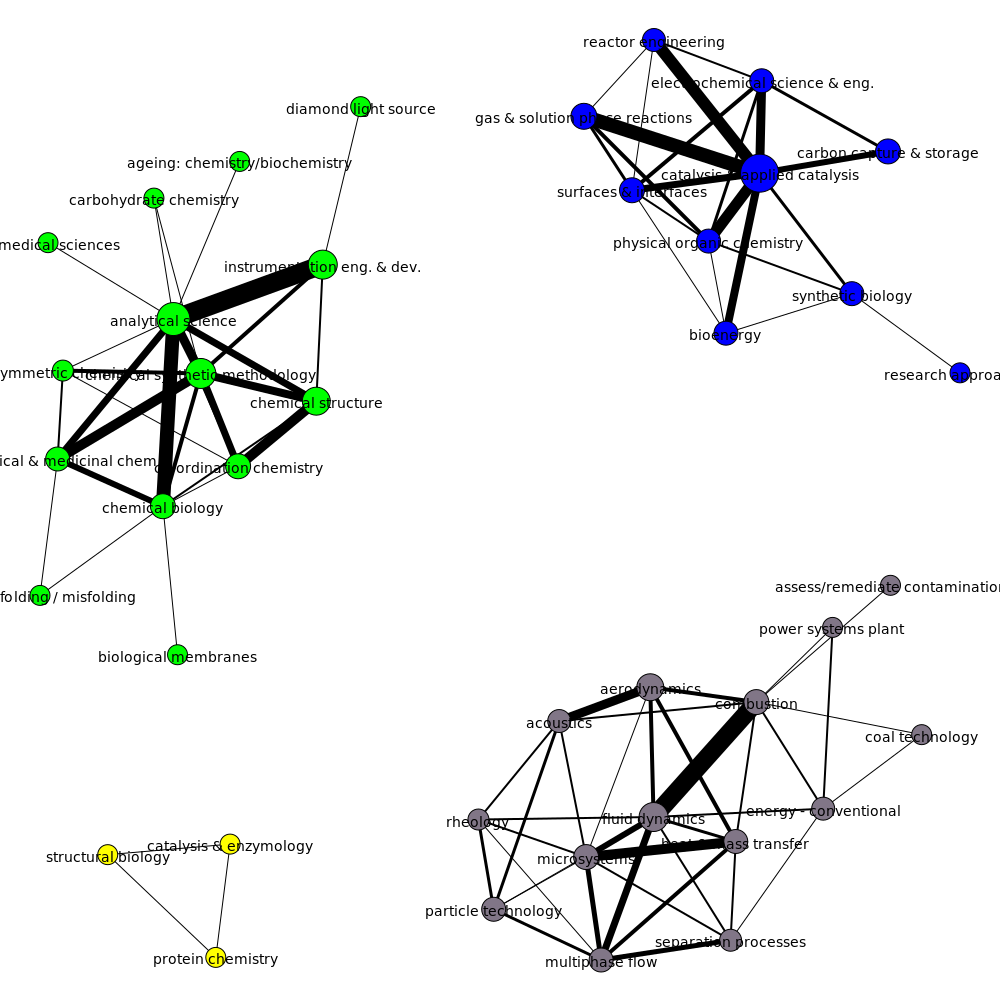 reactor engineering
electrochemical science & eng.
diamond light source
gas & solution phase reactions
carbon capture & storage
ageing: chemistry/biochemistry
catalysis & applied catalysis
surfaces & interfaces
carbohydrate chemistry
medical sciences
physical organic chemistry
instrumentation eng. & dev.
synthetic biology
analytical science
bioenergy
chemical synthetic methodology
research approa
chemical structure
ical & medicinal chem
coordination chemistry
chemical biology
folding / misfolding
biological membranes
assess/remediate contamination
power systems plant
aerodynamics
combustion
acoustics
coal technology
energy - conventional
rheology
fluid dynamics
heat & mass transfer
microsystems
catalysis & enzymology
structural biology
particle technology
separation processes
protein chemistry
multiphase flow